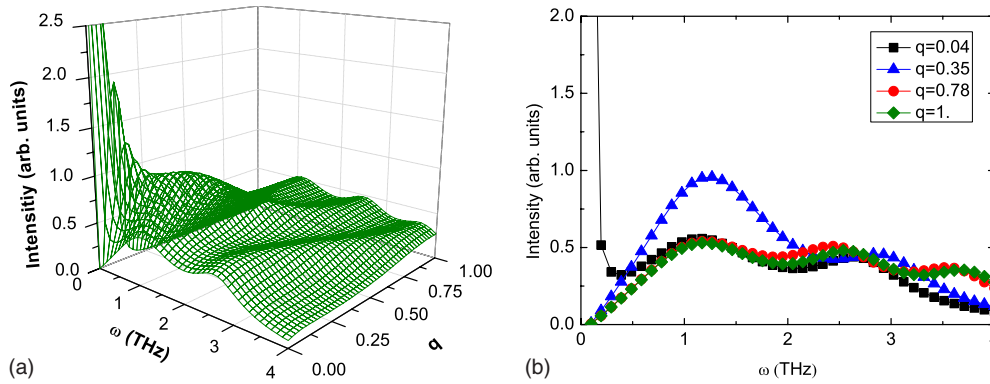 2.5
2.0
1.5
1.0
0.5
0.0
Intensitiy (arb. units)
0
1
2
3
4
ω (THz)
0.00
0.25
0.50
0.75
1.00
q
(a)
2.0
1.5
1.0
0.5
0.0
Intensity (arb. units)
0
1
2
3
ω (THz)
q=0.04
q=0.35
q=0.78
q=1.
(b)